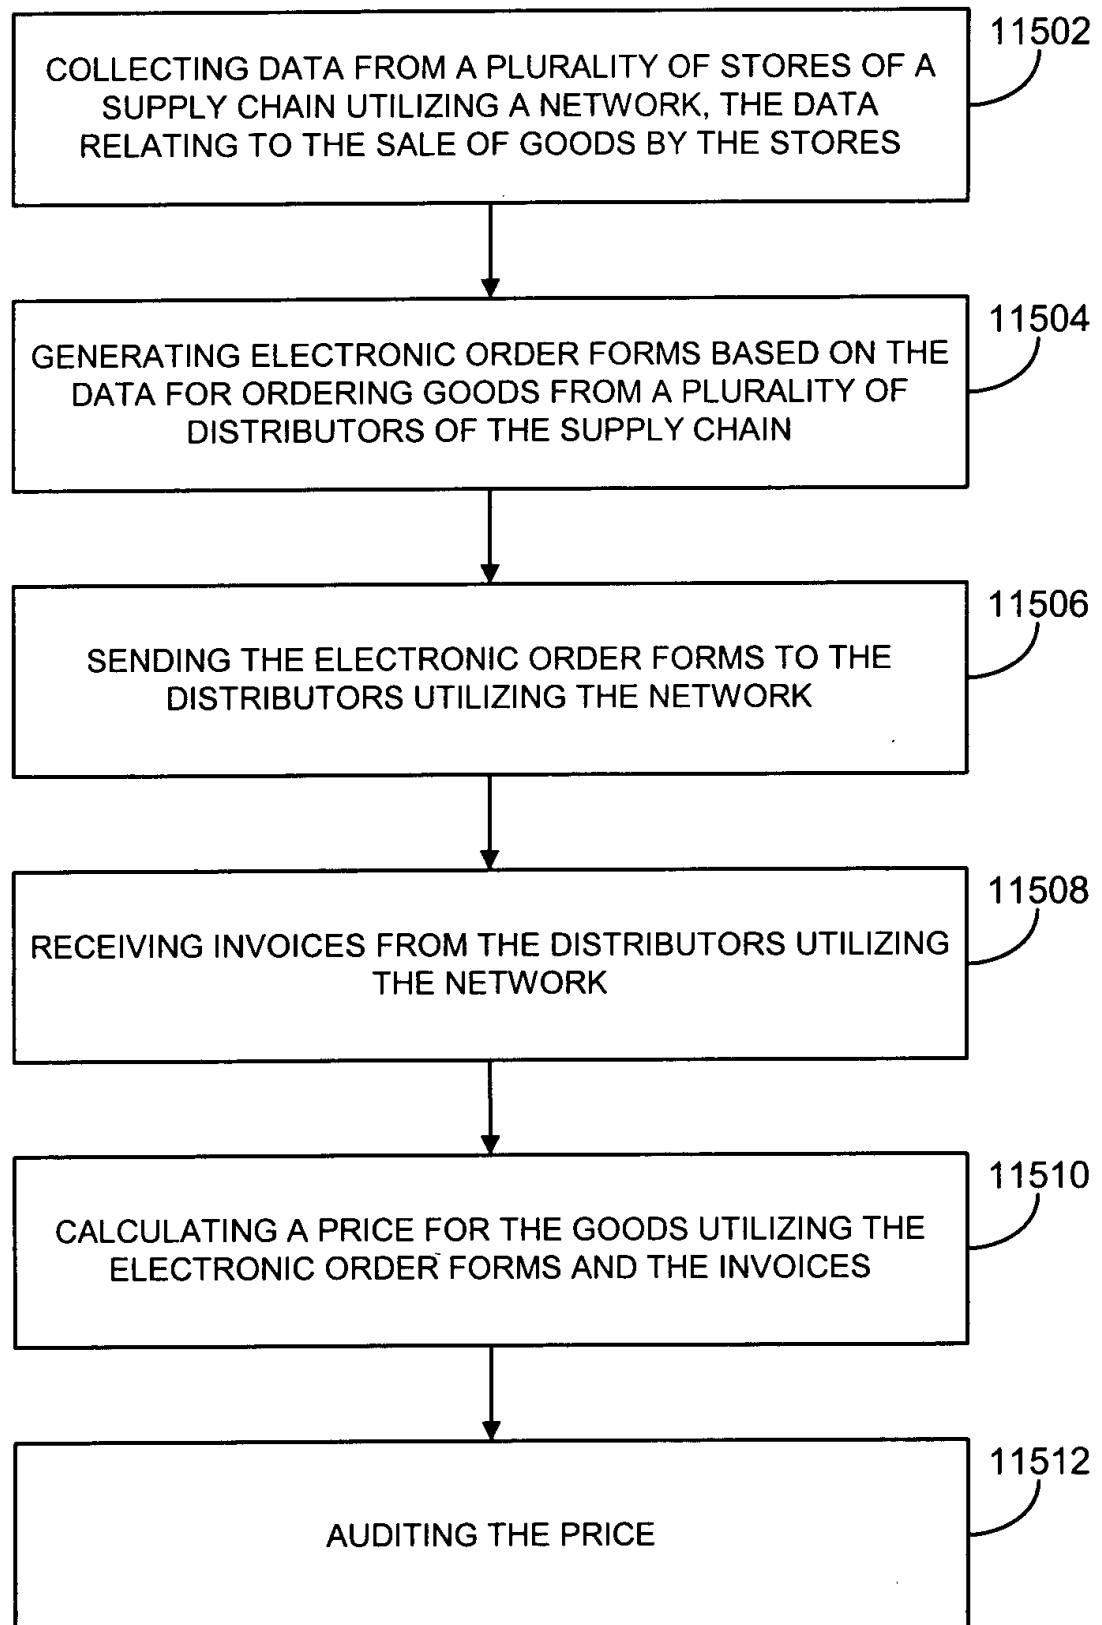 11502
COLLECTING DATA FROM A PLURALITY OF STORES OF A
SUPPLY CHAIN UTILIZING A NETWORK, THE DATA
RELATING TO THE SALE OF GOODS BY THE STORES
11504
GENERATING ELECTRONIC ORDER FORMS BASED ON THE
DATA FOR ORDERING GOODS FROM A PLURALITY OF
DISTRIBUTORS OF THE SUPPLY CHAIN
11506
SENDING THE ELECTRONIC ORDER FORMS TO THE
DISTRIBUTORS UTILIZING THE NETWORK
11508
RECEIVING INVOICES FROM THE DISTRIBUTORS UTILIZING
THE NETWORK
11510
CALCULATING A PRICE FOR THE GOODS UTILIZING THE
ELECTRONIC ORDER FORMS AND THE INVOICES
11512
AUDITING THE PRICE